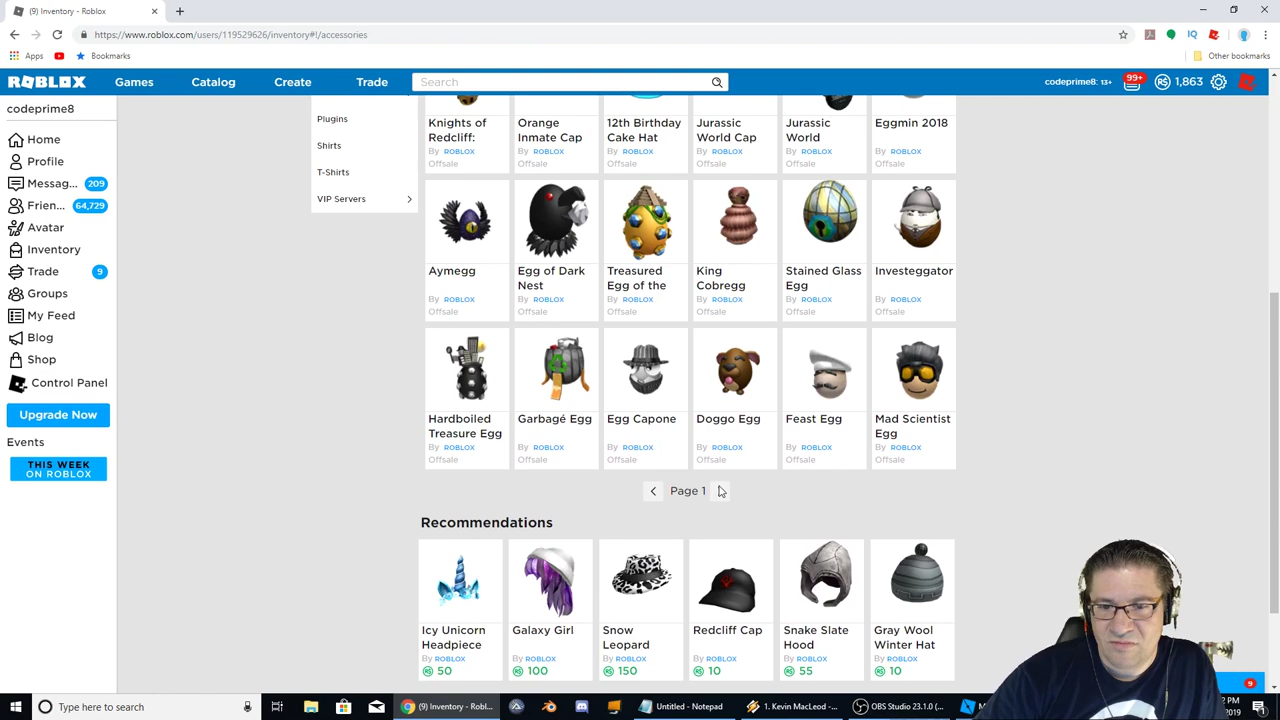 (9) Inventory - Roblox
https://www.roblox.com/users/119529626/inventory#!/accessories
Apps
Bookmarks
Other bookmarks
ROBLOX
Games
Catalog
Create
Trade
Search
codeprime8: 13+
99+
1,863
codeprime8
Home
Profile
Messag... 209
Frien... 64,729
Avatar
Inventory
Trade 9
Groups
My Feed
Blog
Shop
Control Panel
Upgrade Now
Events
THIS WEEK
ON ROBLOX
Plugins
Shirts
T-Shirts
VIP Servers
Knights of
Redcliff:
By ROBLOX
Offsale
Orange
Inmate Cap
By ROBLOX
Offsale
12th Birthday
Cake Hat
By ROBLOX
Offsale
Jurassic
World Cap
By ROBLOX
Offsale
Jurassic
World
By ROBLOX
Offsale
Eggmin 2018
By ROBLOX
Offsale
Aymegg
By ROBLOX
Offsale
Egg of Dark
Nest
By ROBLOX
Offsale
Treasured
Egg of the
By ROBLOX
Offsale
King
Cobregg
By ROBLOX
Offsale
Stained Glass
Egg
By ROBLOX
Offsale
Investeggator
By ROBLOX
Offsale
Hardboiled
Treasure Egg
By ROBLOX
Offsale
Garbagé Egg
By ROBLOX
Offsale
Egg Capone
By ROBLOX
Offsale
Doggo Egg
By ROBLOX
Offsale
Feast Egg
By ROBLOX
Offsale
Mad Scientist
Egg
By ROBLOX
Offsale
Page 1
Recommendations
Icy Unicorn
Headpiece
By ROBLOX
50
Galaxy Girl
By ROBLOX
100
Snow
Leopard
By ROBLOX
150
Redcliff Cap
By ROBLOX
10
Snake Slate
Hood
By ROBLOX
55
Gray Wool
Winter Hat
By ROBLOX
10
9
Type here to search
(9) Inventory - Robl...
Untitled - Notepad
1. Kevin MacLeod - ...
OBS Studio 23.1.0 (...